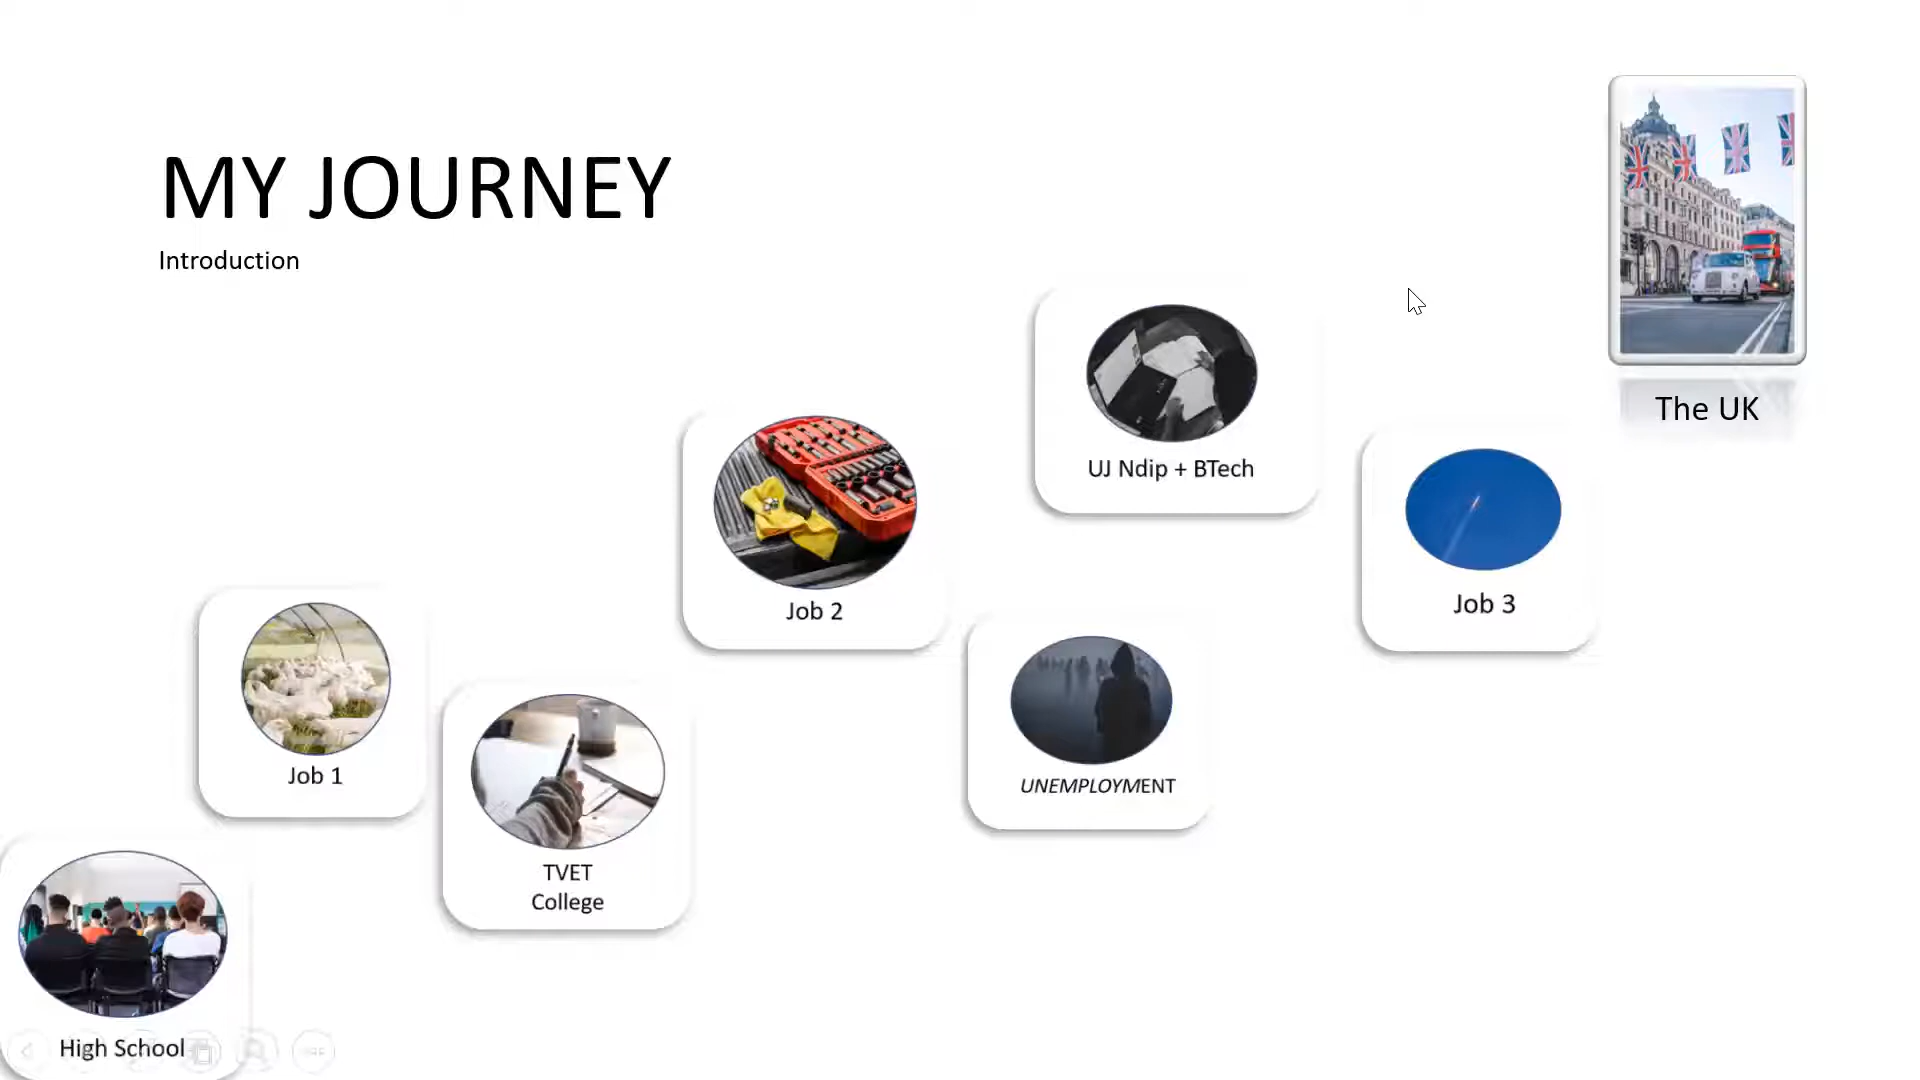 MY JOURNEY
Introduction
The UK
UJ Ndip + BTech
Job 3
Job 2
UNEMPLOYMENT
Job 1
TVET
College
High School